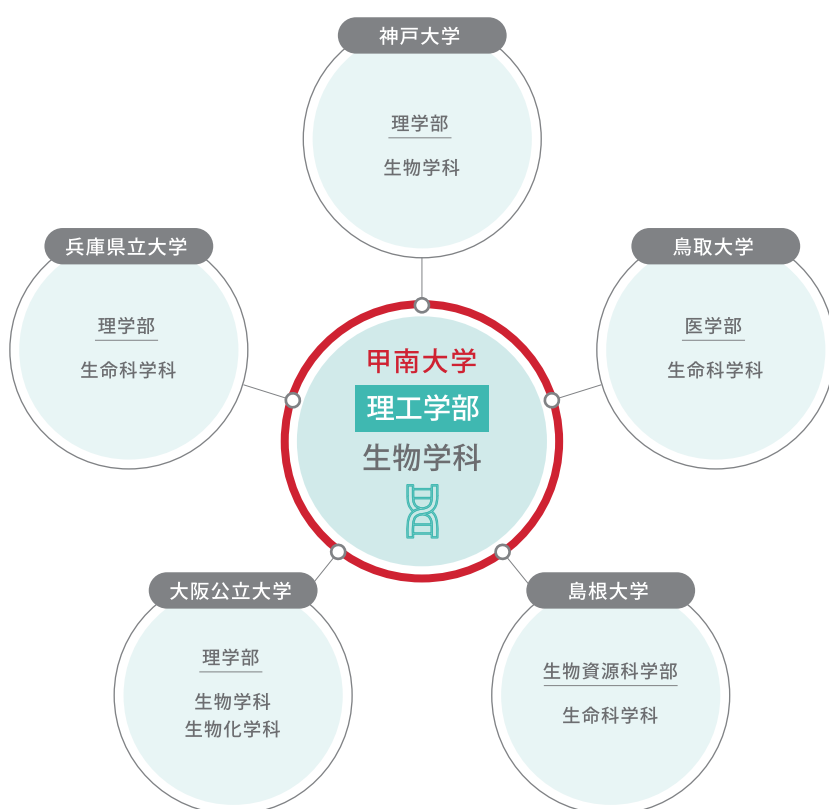 神戸大学
理学部
生物学科
兵庫県立大学
理学部
生命科学科
鳥取大学
医学部
生命科学科
甲南大学
理工学部
生物学科
大阪公立大学
理学部
生物学科
生物化学科
島根大学
生物資源科学部
生命科学科